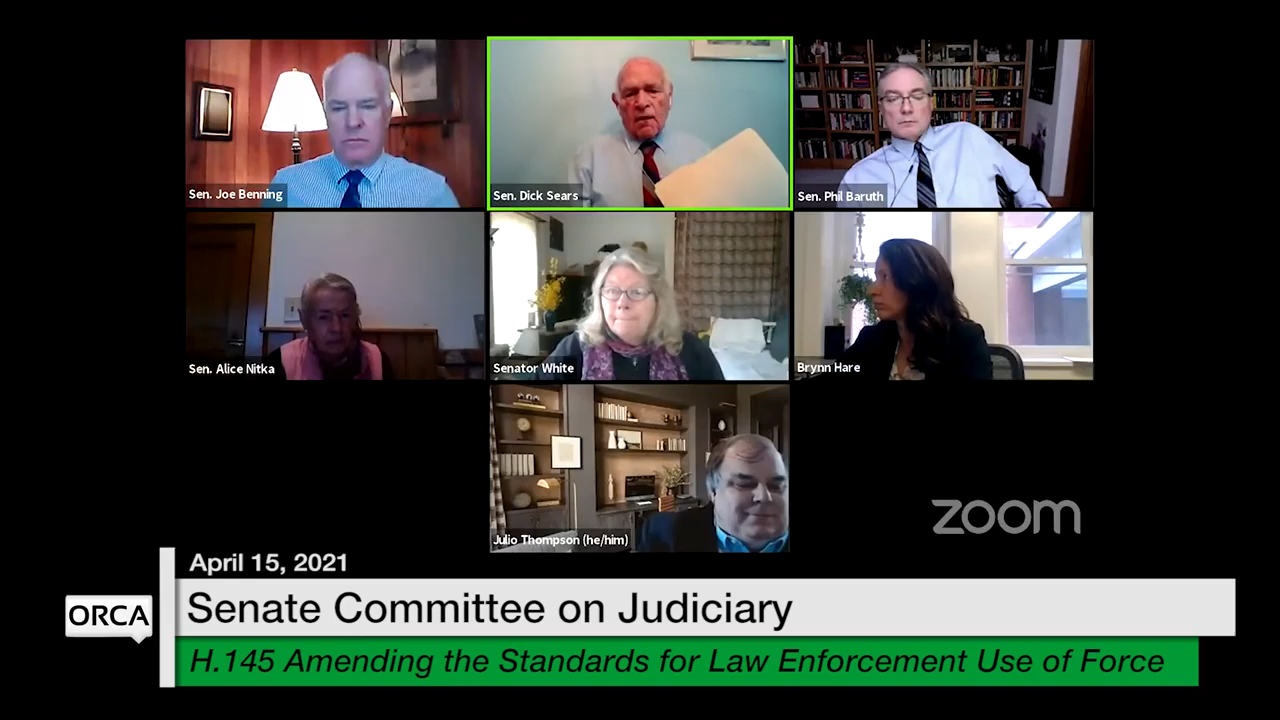 Sen. Joe Benning
Sen. Dick Sears
Sen. Phil Baruth
Sen. Alice Nitka
Senator White
Brynn Hare
Julio Thompson (he/him)
zoom
April 15, 2021
ORCA
Senate Committee on Judiciary
H.145 Amending the Standards for Law Enforcement Use of Force